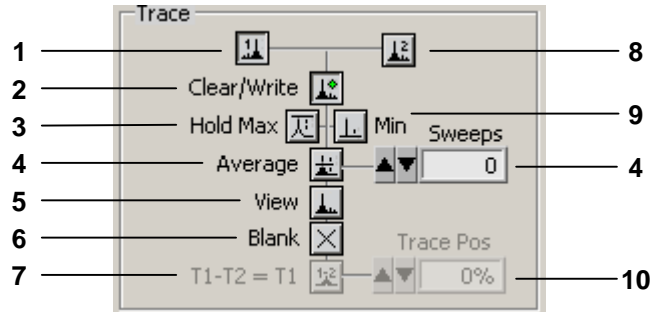 Trace
1 8
2 Clear/Write
3 Hold Max Min 9
Sweeps
4 Average 0 4
5 View
6 Blank Trace Pos
7 T1-T2 = T1 0% 10